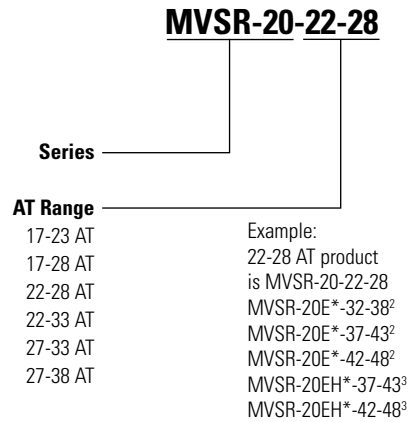 MVSR-20-22-28
Series
AT Range
17-23 AT
17-28 AT
22-28 AT
22-33 AT
27-33 AT
27-38 AT
Example:
22-28 AT product
is MVSR-20-22-28
MVSR-20E*-32-38²
MVSR-20E*-37-43²
MVSR-20E*-42-48²
MVSR-20EH*-37-43³
MVSR-20EH*-42-48³